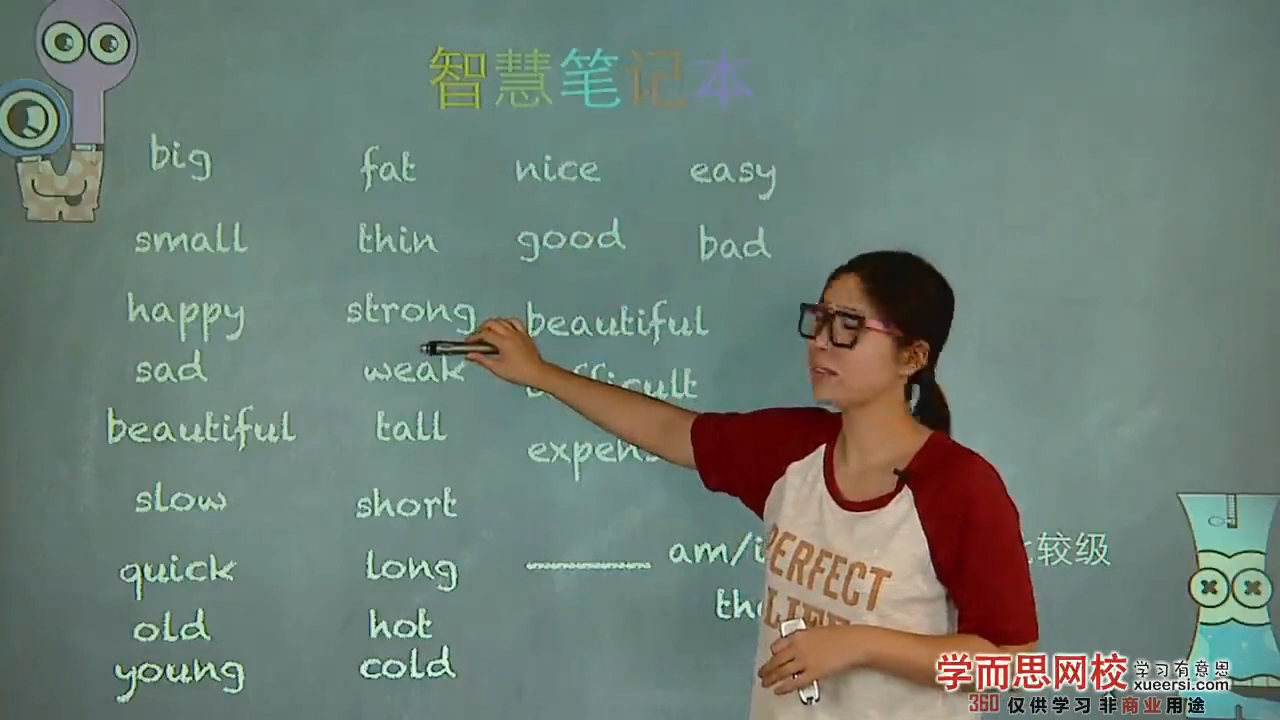 智慧笔记本
big
small
happy
sad
beautiful
slow
quick
old
young
fat
thin
strong
weak
tall
short
long
hot
cold
nice
good
beautiful
easy
bad
am/
较级
PERFECT
学而思网校
学习有意思
xueersi.com
360 仅供学习 非商业用途